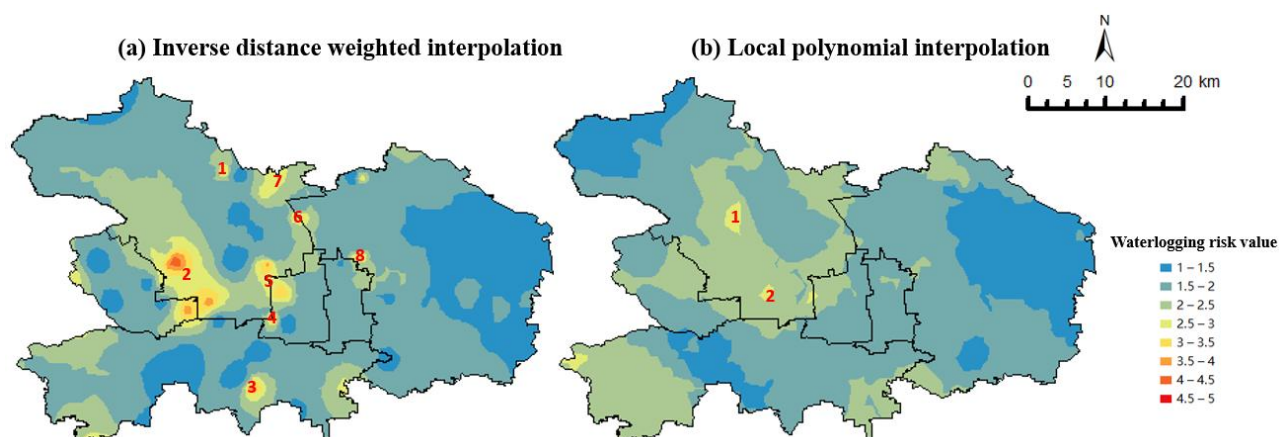 (a) Inverse distance weighted interpolation
(b) Local polynomial interpolation
N
0 5 10 20 km
1
7
6
2
5
8
4
3
1
2
Waterlogging risk value
1 – 1.5
1.5 – 2
2 – 2.5
2.5 – 3
3 – 3.5
3.5 – 4
4 – 4.5
4.5 – 5